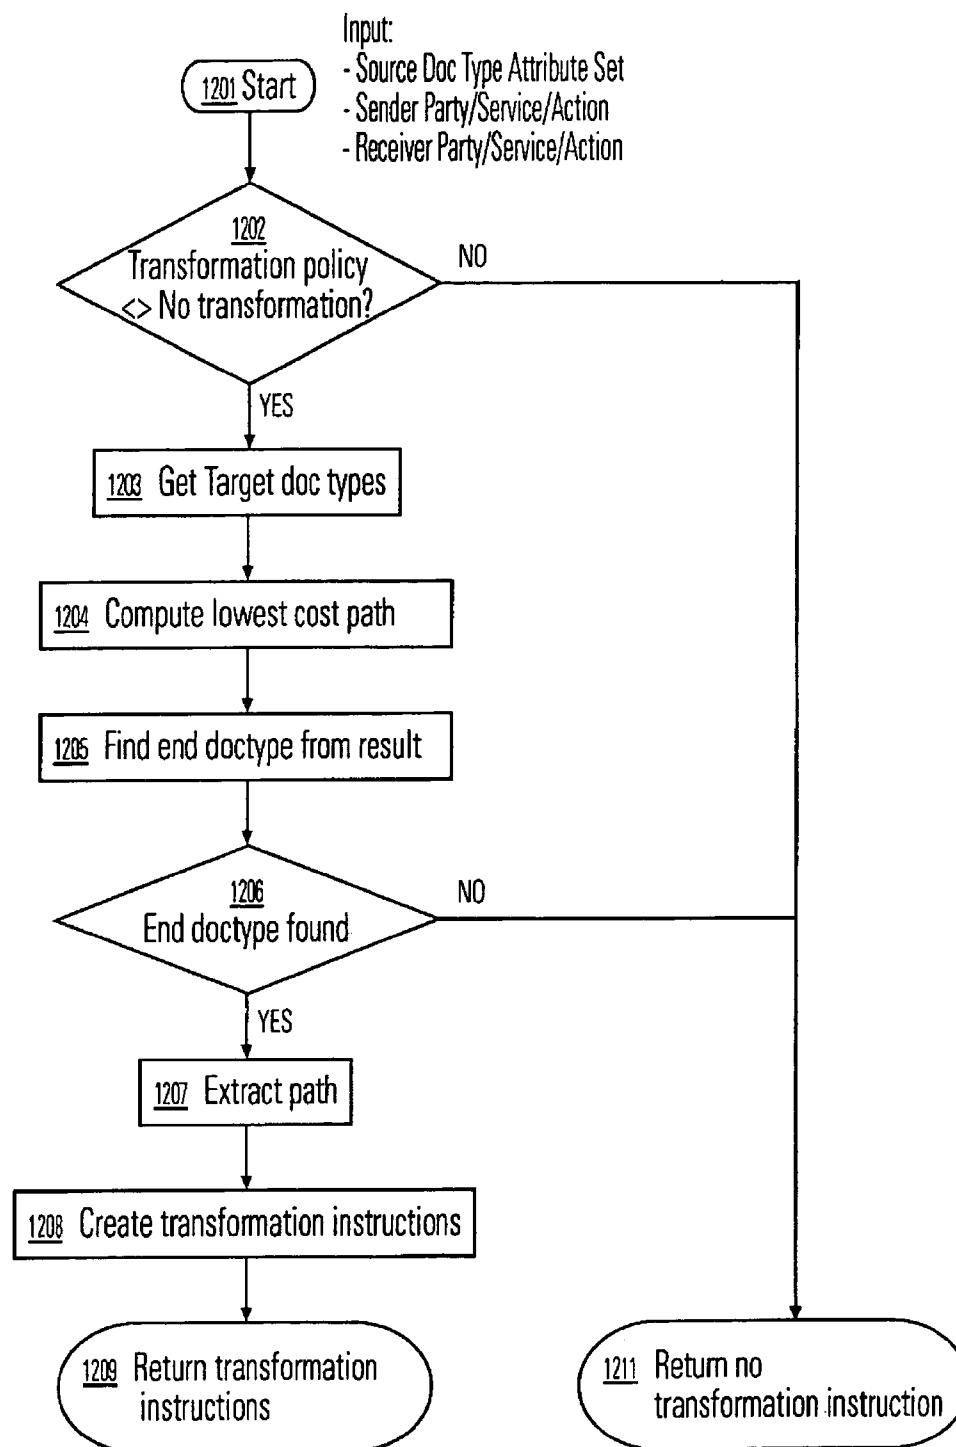 Input:
- Source Doc Type Attribute Set
- Sender Party/Service/Action
- Receiver Party/Service/Action
1201 Start
1202
Transformation policy
<> No transformation?
NO
YES
1203 Get Target doc types
1204 Compute lowest cost path
1205 Find end doctype from result
1206
End doctype found
NO
YES
1207 Extract path
1208 Create transformation instructions
1209 Return transformation
instructions
1211 Return no
transformation instruction